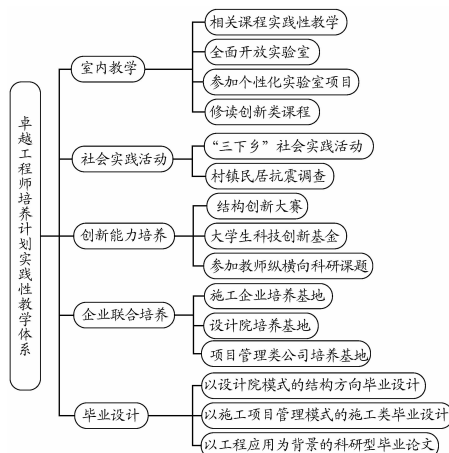 卓越工程师培养计划实践性教学体系
室内教学
相关课程实践性教学
全面开放实验室
参加个性化实验室项目
修读创新类课程
社会实践活动
“三下乡”社会实践活动
村镇民居抗震调查
创新能力培养
结构创新大赛
大学生科技创新基金
参加教师纵横向科研课题
企业联合培养
施工企业培养基地
设计院培养基地
项目管理类公司培养基地
毕业设计
以设计院模式的结构方向毕业设计
以施工项目管理模式的施工类毕业设计
以工程应用为背景的科研型毕业论文